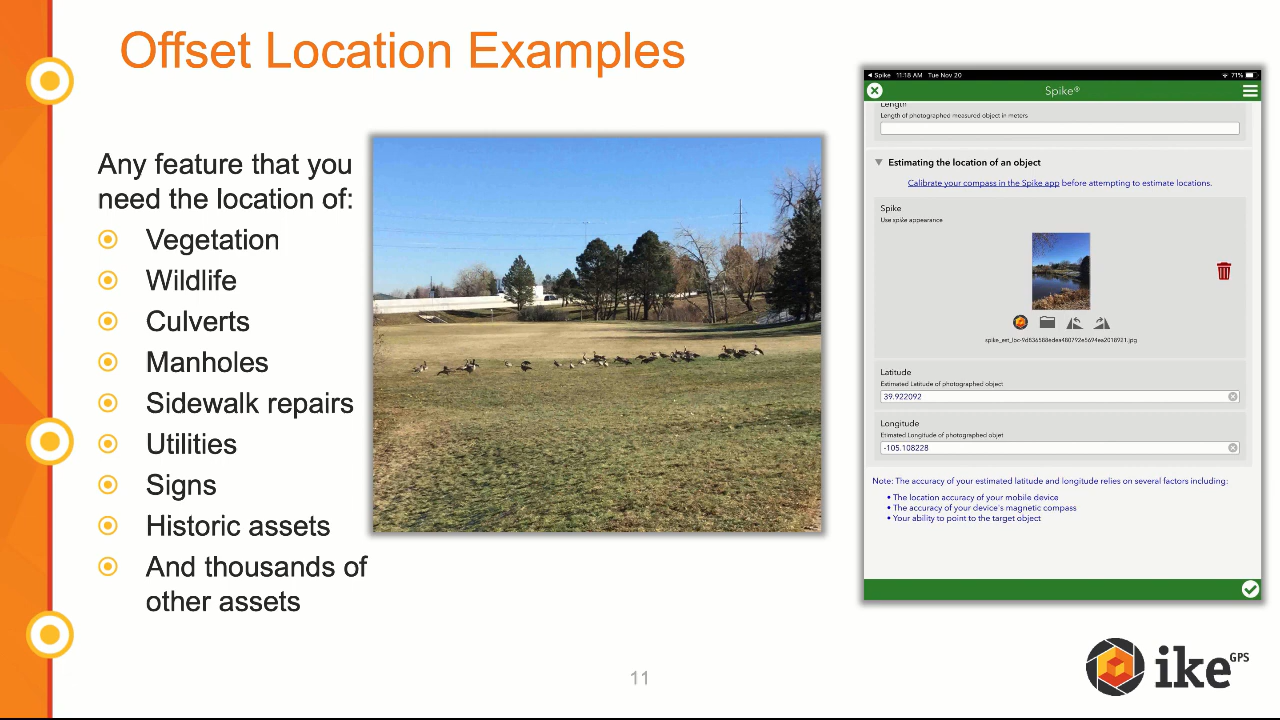 Offset Location Examples
Any feature that you
need the location of:
Vegetation
Wildlife
Culverts
Manholes
Sidewalk repairs
Utilities
Signs
Historic assets
And thousands of
other assets
Spike 11:18 AM Tue Nov 20
71%
Spike®
Length
Length of photographed measured object in meters
Estimating the location of an object
Calibrate your compass in the Spike app before attempting to estimate locations.
Spike
Use spike appearance
Latitude
Estimated Latitude of photographed object
39.922092
Longitude
Etimated Longitude of photographed objet
-105.108228
Note: The accuracy of your estimated latitude and longitude relies on several factors including:
• The location accuracy of your mobile device
• The accuracy of your device's magnetic compass
• Your ability to point to the target object
11
ike GPS